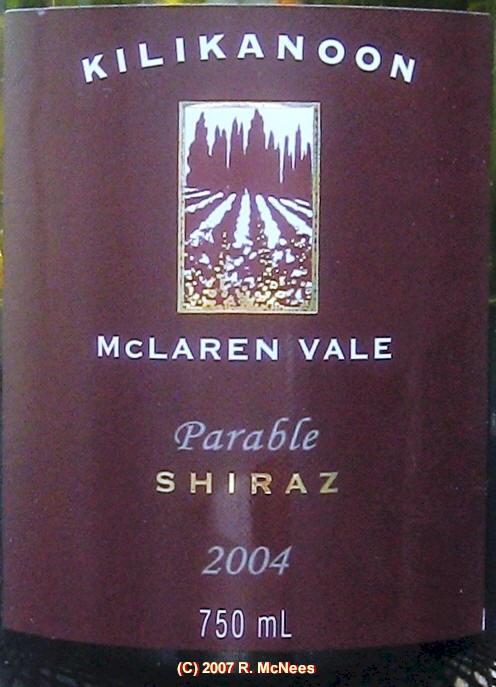 KILIKANOON
McLAREN VALE
Parable
SHIRAZ
2004
750 mL
(C) 2007 R. McNees